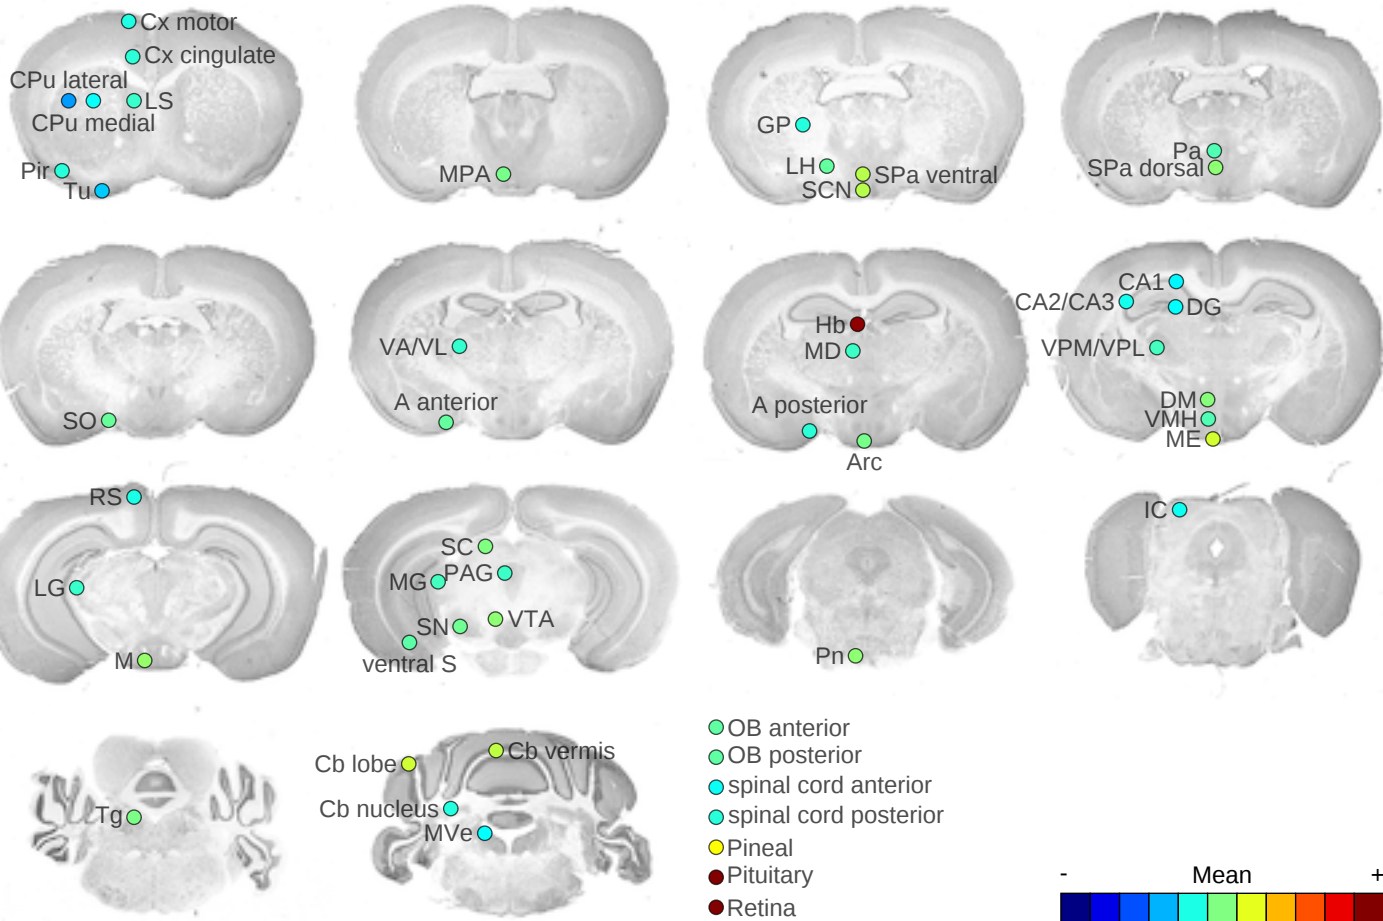 Cx motor
Cx cingulate
CPu lateral
LS
CPu medial
Pir
Tu
MPA
GP
LH
SPa ventral
SCN
Pa
SPa dorsal
SO
VA/VL
A anterior
Hb
MD
A posterior
Arc
CA1
CA2/CA3
DG
VPM/VPL
DM
VMH
ME
RS
LG
M
SC
MG
PAG
SN
VTA
ventral S
Pn
IC
Tg
Cb lobe
Cb vermis
Cb nucleus
MVe
OB anterior
OB posterior
spinal cord anterior
spinal cord posterior
Pineal
Pituitary
Retina
- Mean +